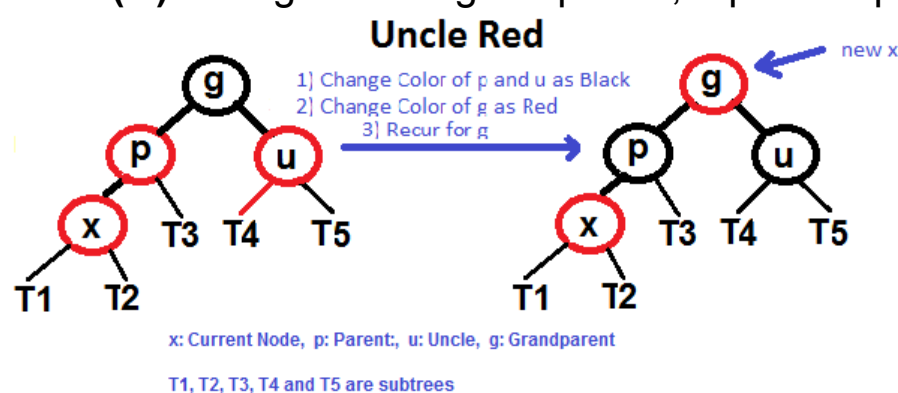 Uncle Red
new x
1) Change Color of p and u as Black
2) Change Color of g as Red
3) Recur for g
g
p
u
x
T3
T4
T5
T1
T2
g
p
u
x
T3
T4
T5
T1
T2
x: Current Node, p: Parent:, u: Uncle, g: Grandparent
T1, T2, T3, T4 and T5 are subtrees